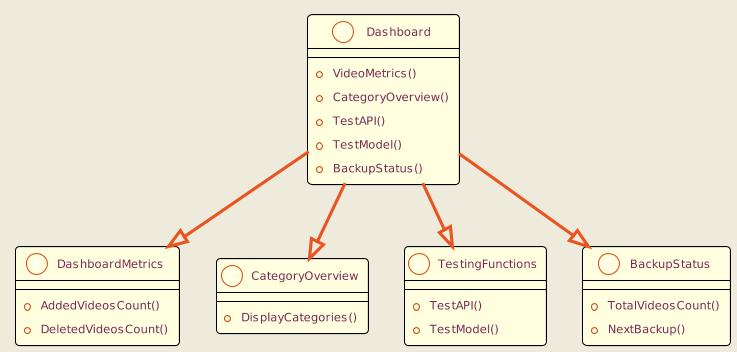 Dashboard
VideoMetrics()
CategoryOverview()
TestAPI()
TestModel()
BackupStatus()
DashboardMetrics
AddedVideosCount()
DeletedVideosCount()
CategoryOverview
DisplayCategories()
TestingFunctions
TestAPI()
TestModel()
BackupStatus
TotalVideosCount()
NextBackup()